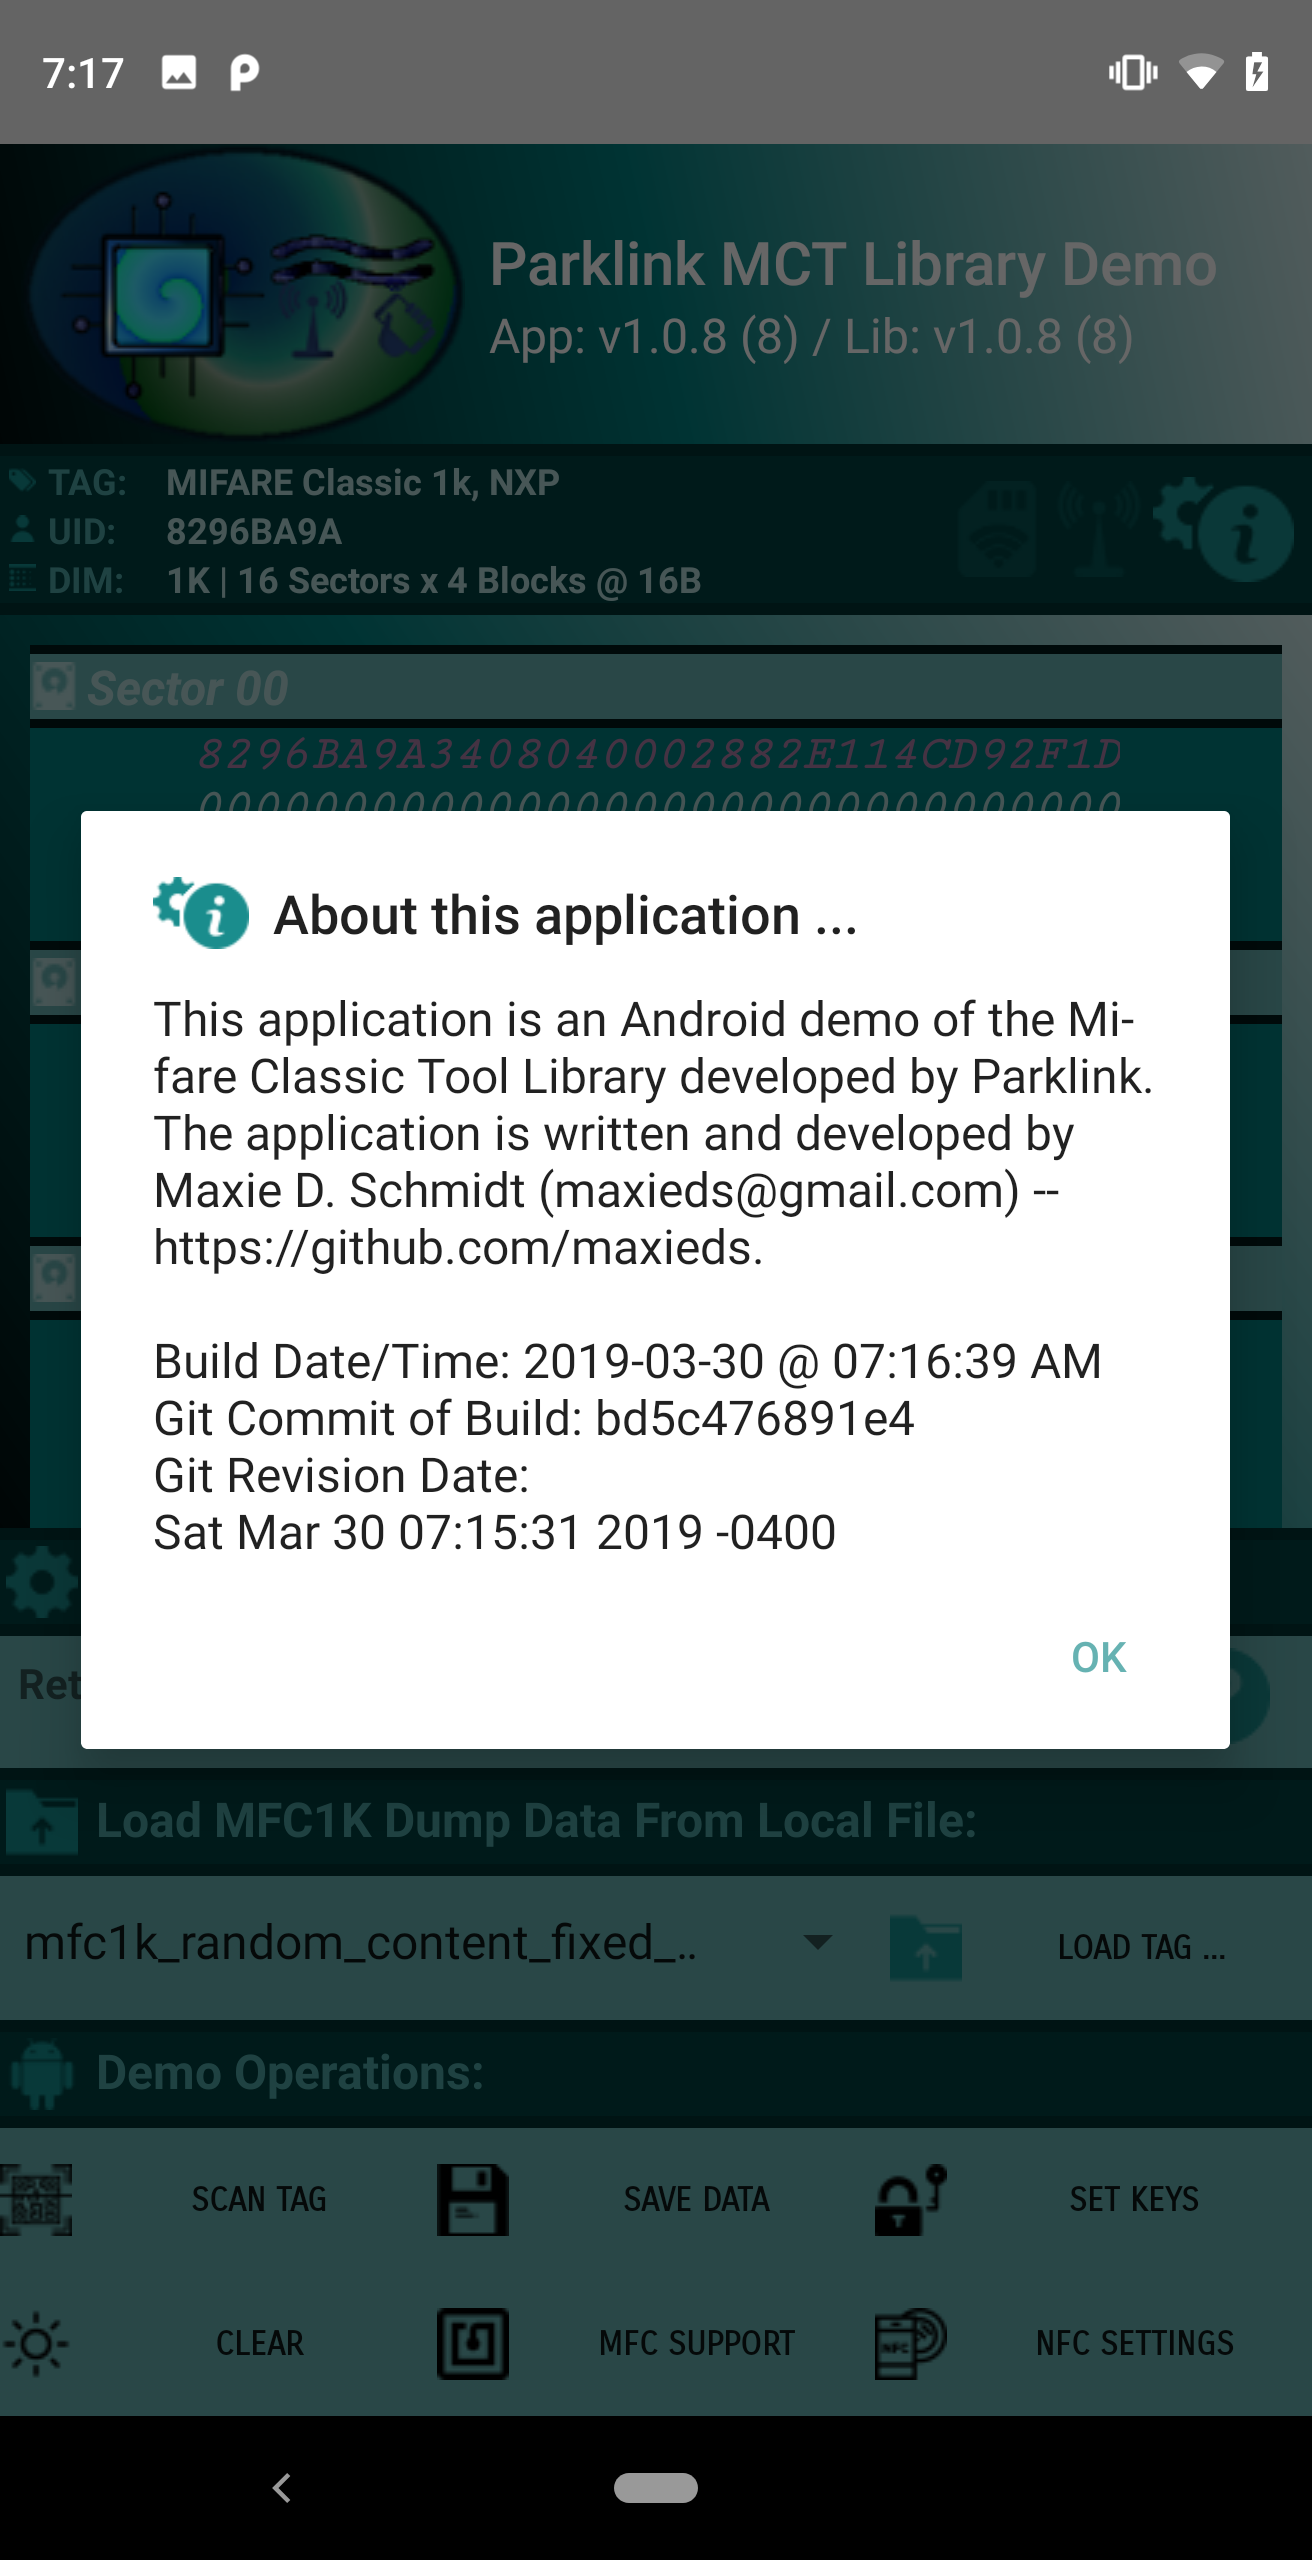 7:17
Parklink MCT Library Demo
App: v1.0.8 (8) / Lib: v1.0.8 (8)
TAG: MIFARE Classic 1k, NXP
UID: 8296BA9A
DIM: 1K | 16 Sectors x 4 Blocks @ 16B
Sector 00
8296BA9A3408040002882E114CD92F1D
00000000000000000000000000000000
About this application ...
This application is an Android demo of the Mi-
fare Classic Tool Library developed by Parklink.
The application is written and developed by
Maxie D. Schmidt (maxieds@gmail.com) --
https://github.com/maxieds.
Build Date/Time: 2019-03-30 @ 07:16:39 AM
Git Commit of Build: bd5c476891e4
Git Revision Date:
Sat Mar 30 07:15:31 2019 -0400
OK
Ret
Load MFC1K Dump Data From Local File:
mfc1k_random_content_fixed_.. LOAD TAG ...
Demo Operations:
SCAN TAG SAVE DATA SET KEYS
CLEAR MFC SUPPORT NFC NFC SETTINGS